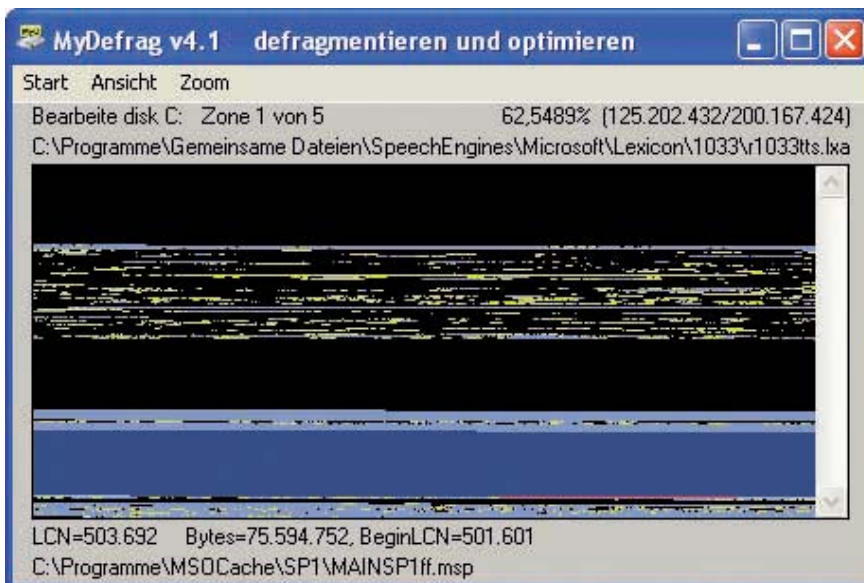 MyDefrag v4.1 defragmentieren und optimieren
Start Ansicht Zoom
Bearbeite disk C: Zone 1 von 5 62,5489% (125.202.432/200.167.424)
C:\Programme\Gemeinsame Dateien\SpeechEngines\Microsoft\Lexicon\1033\r1033tts.lxa
LCN=503.692 Bytes=75.594.752, BeginLCN=501.601
C:\Programme\MSOCache\SP1\MAINSP1ff.msp